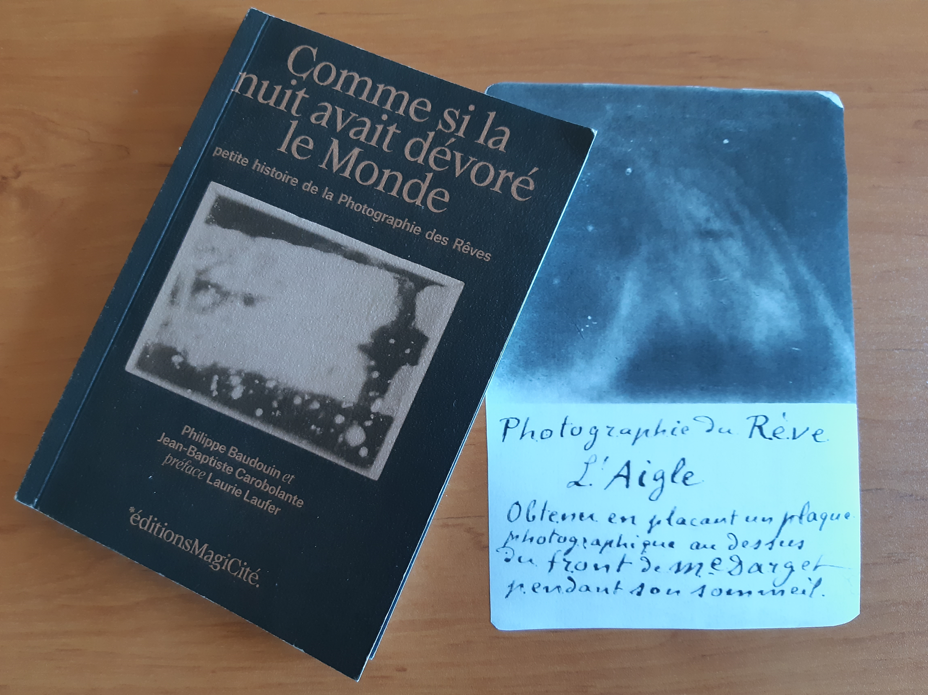 Comme si la
nuit avait dévoré
le Monde
petite histoire de la Photographie des Rêves
Philippe Baudouin et
Jean-Baptiste Carobolante
préface Laurie Laufer
*éditionsMagiCité.
Photographie du Rêve
L'Aigle
Obtenu en plaçant un plaque
photographique au dessus
du front de Me Darget
pendant son sommeil.